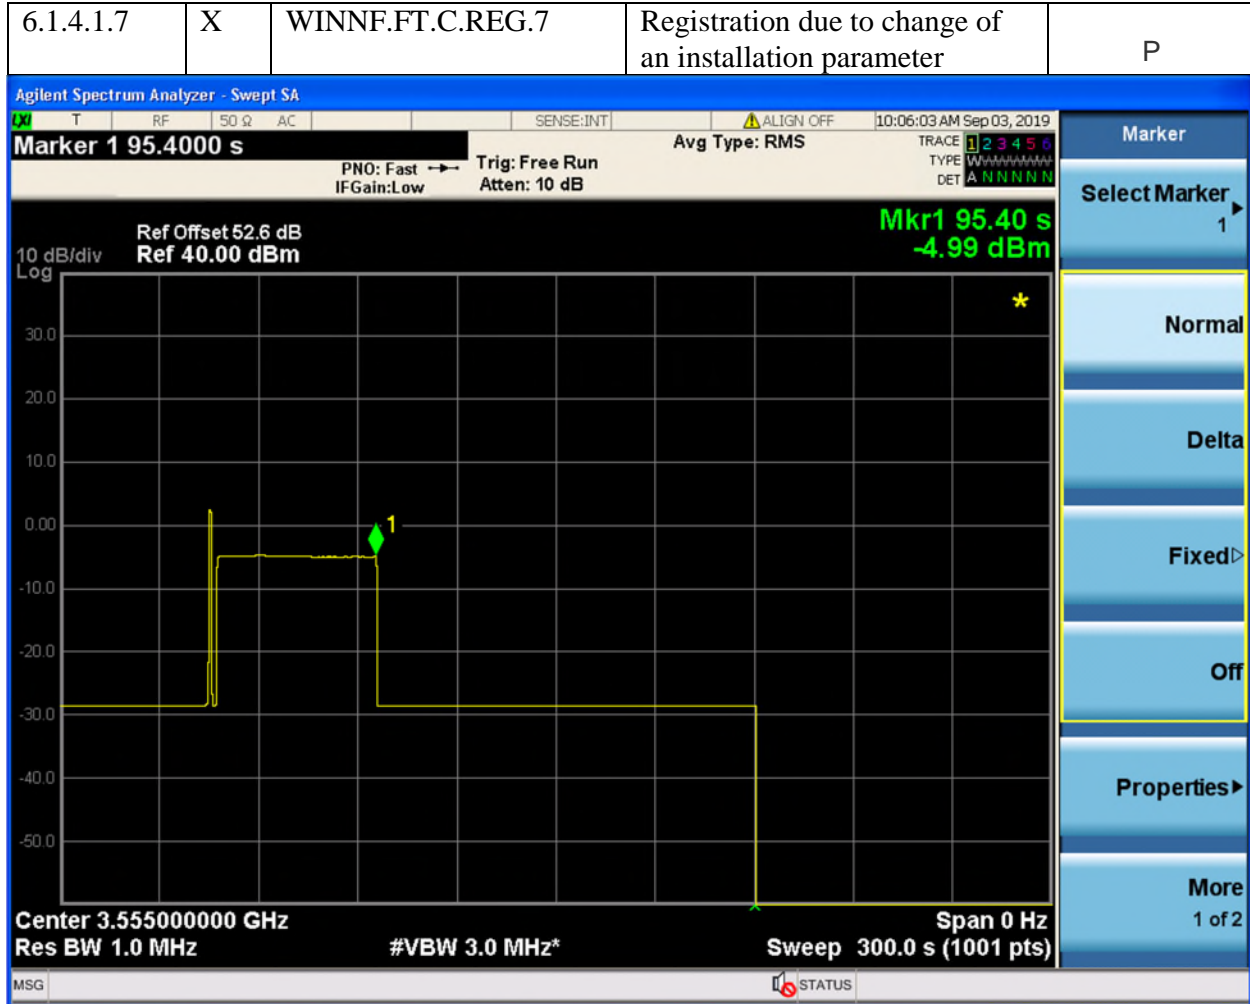 6.1.4.1.7 X WINNF.FT.C.REG.7 Registration due to change of
an installation parameter P
Agilent Spectrum Analyzer - Swept SA
LXI T RF 50 Ω AC SENSE:INT ALIGN OFF 10:06:03 AM Sep 03, 2019
Marker 1 95.4000 s
PNO: Fast
IFGain:Low
Trig: Free Run
Atten: 10 dB
Avg Type: RMS
TRACE 1 2 3 4 5 6
TYPE W
DET A N N N N N
Mkr1 95.40 s
-4.99 dBm
Ref Offset 52.6 dB
10 dB/div Ref 40.00 dBm
Log
30.0
20.0
10.0
0.00
-10.0
-20.0
-30.0
-40.0
-50.0
1
*
Center 3.555000000 GHz Span 0 Hz
Res BW 1.0 MHz #VBW 3.0 MHz* Sweep 300.0 s (1001 pts)
MSG STATUS
Marker
Select Marker
1
Normal
Delta
Fixed
Off
Properties
More
1 of 2